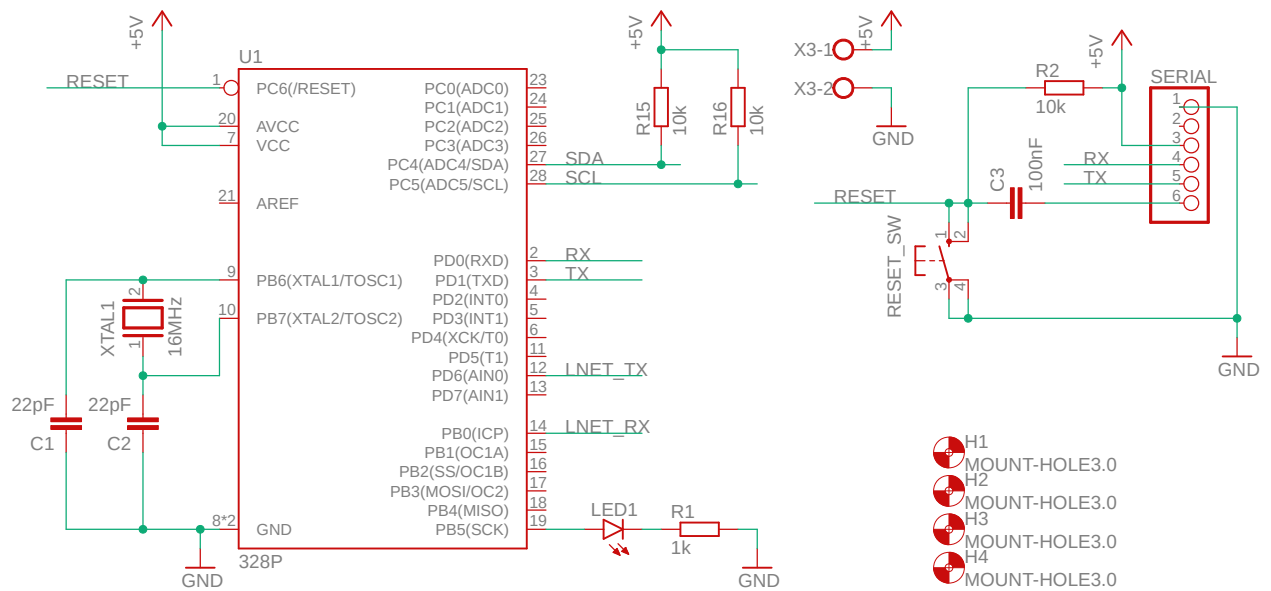 +5V
RESET
U1
1
PC6(/RESET)
20
AVCC
7
VCC
21
AREF
9
PB6(XTAL1/TOSC1)
10
PB7(XTAL2/TOSC2)
8*2
GND
328P
PC0(ADC0)
23
PC1(ADC1)
24
PC2(ADC2)
25
PC3(ADC3)
26
PC4(ADC4/SDA)
27
SDA
PC5(ADC5/SCL)
28
SCL
PD0(RXD)
2
RX
PD1(TXD)
3
TX
PD2(INT0)
4
PD3(INT1)
5
PD4(XCK/T0)
6
PD5(T1)
11
PD6(AIN0)
12
LNET_TX
PD7(AIN1)
13
PB0(ICP)
14
LNET_RX
PB1(OC1A)
15
PB2(SS/OC1B)
16
PB3(MOSI/OC2)
17
PB4(MISO)
18
PB5(SCK)
19
XTAL1
2
1
16MHz
22pF
C1
22pF
C2
GND
LED1
R1
1k
GND
+5V
R15
10k
R16
10k
X3-1
+5V
X3-2
GND
R2
10k
+5V
SERIAL
1
2
3
4
5
6
RX
TX
C3
100nF
RESET
RESET_SW
1
2
3
4
GND
H1
MOUNT-HOLE3.0
H2
MOUNT-HOLE3.0
H3
MOUNT-HOLE3.0
H4
MOUNT-HOLE3.0